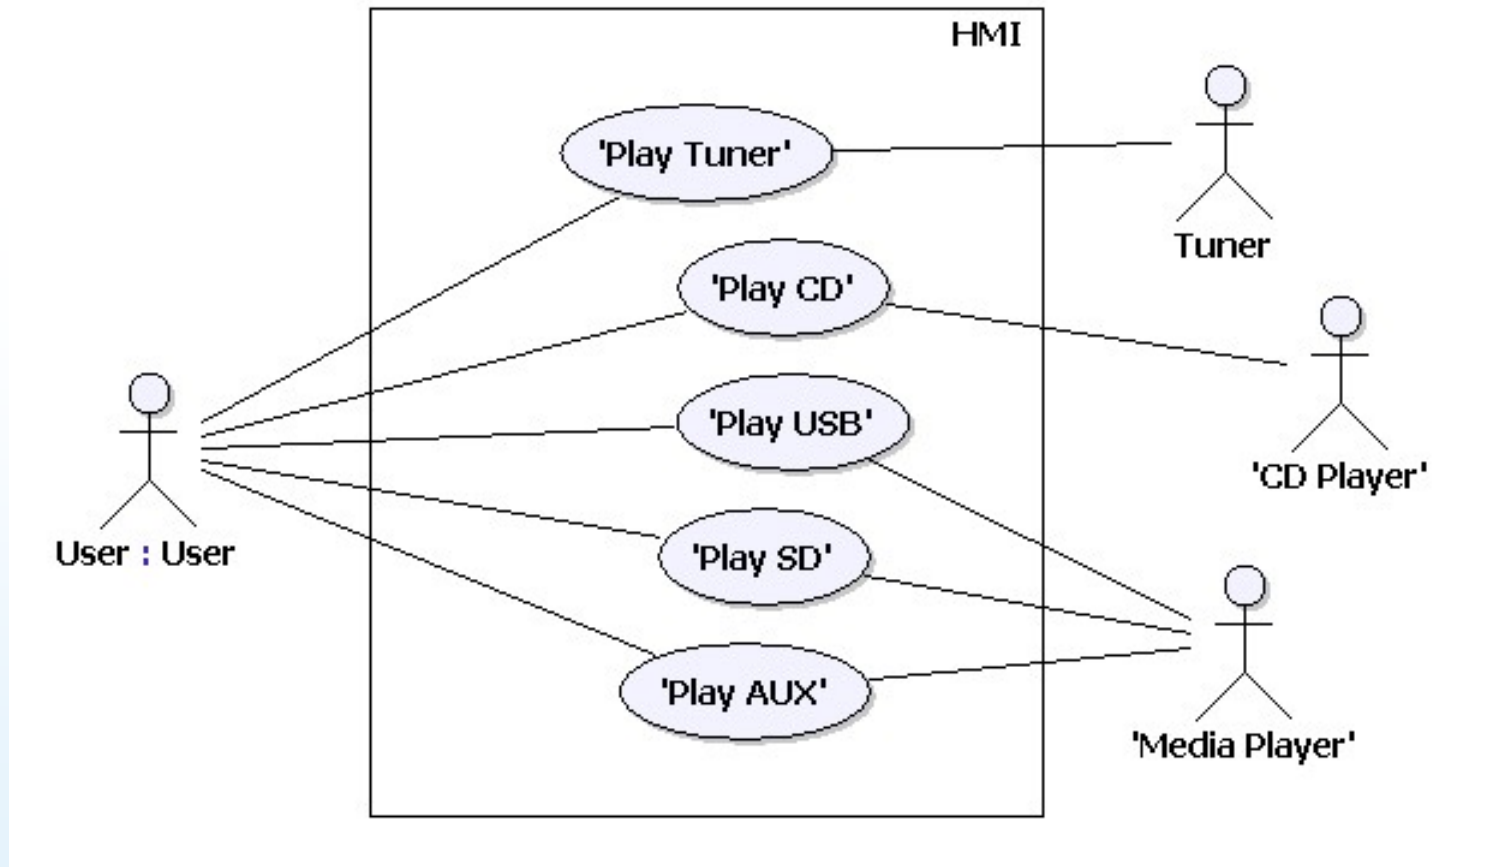 HMI
'Play Tuner'
Tuner
'Play CD'
'CD Player'
'Play USB'
User : User
'Play SD'
'Play AUX'
'Media Player'